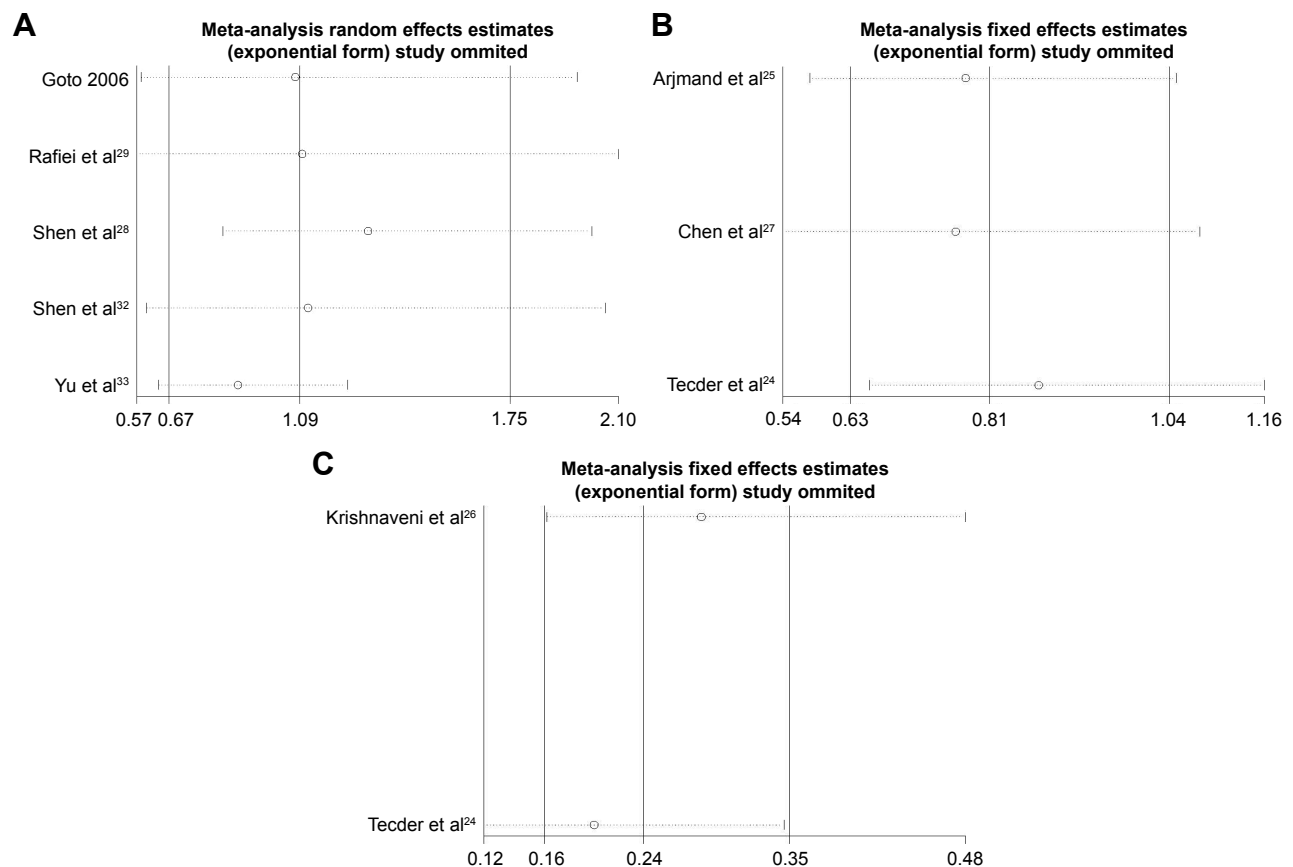 A
Meta-analysis random effects estimates
(exponential form) study ommited
Goto 2006
Rafiei et al²⁹
Shen et al²⁸
Shen et al³²
Yu et al³³
0.57 0.67 1.09 1.75 2.10
B
Meta-analysis fixed effects estimates
(exponential form) study ommited
Arjmand et al²⁵
Chen et al²⁷
Tecder et al²⁴
0.54 0.63 0.81 1.04 1.16
C
Meta-analysis fixed effects estimates
(exponential form) study ommited
Krishnaveni et al²⁶
Tecder et al²⁴
0.12 0.16 0.24 0.35 0.48